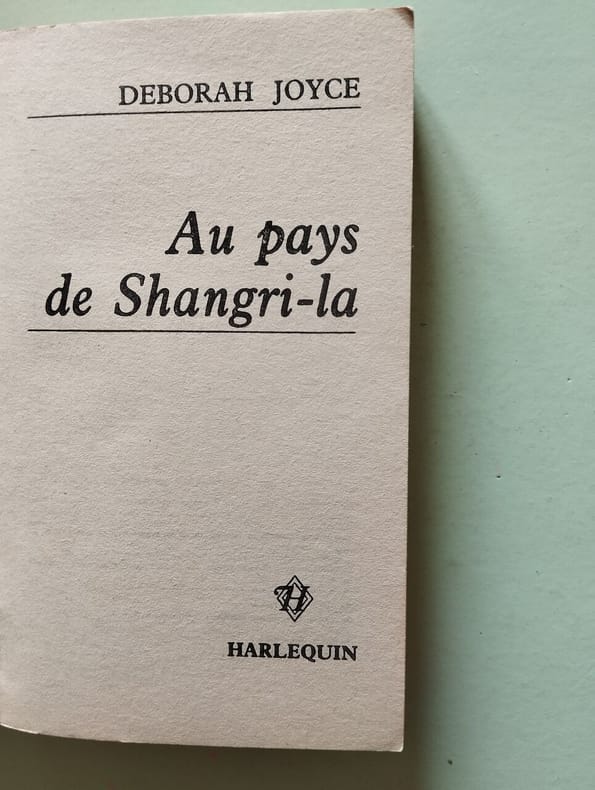 DEBORAH JOYCE
Au pays
de Shangri-la
H
HARLEQUIN